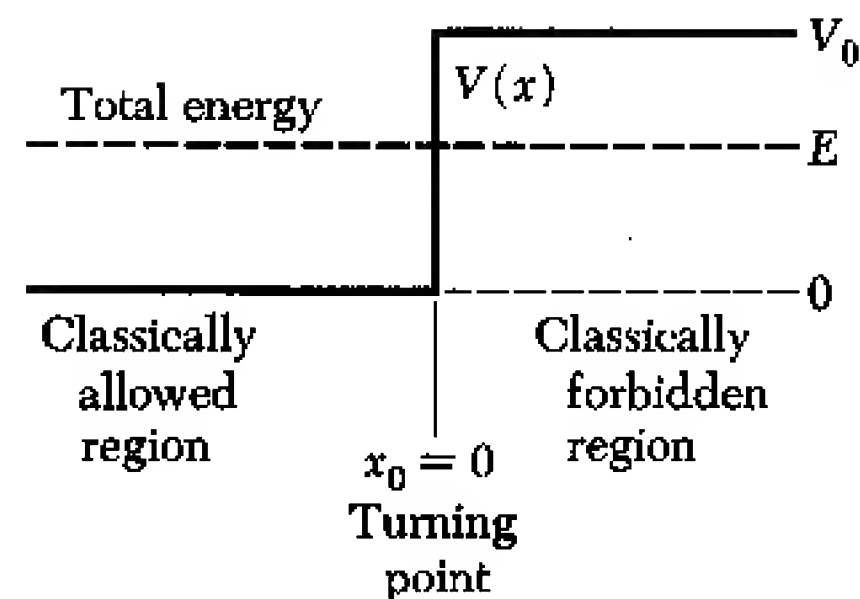 V₀
V(x)
Total energy
E
0
Classically
allowed
region
Classically
forbidden
region
x₀ = 0
Turning
point